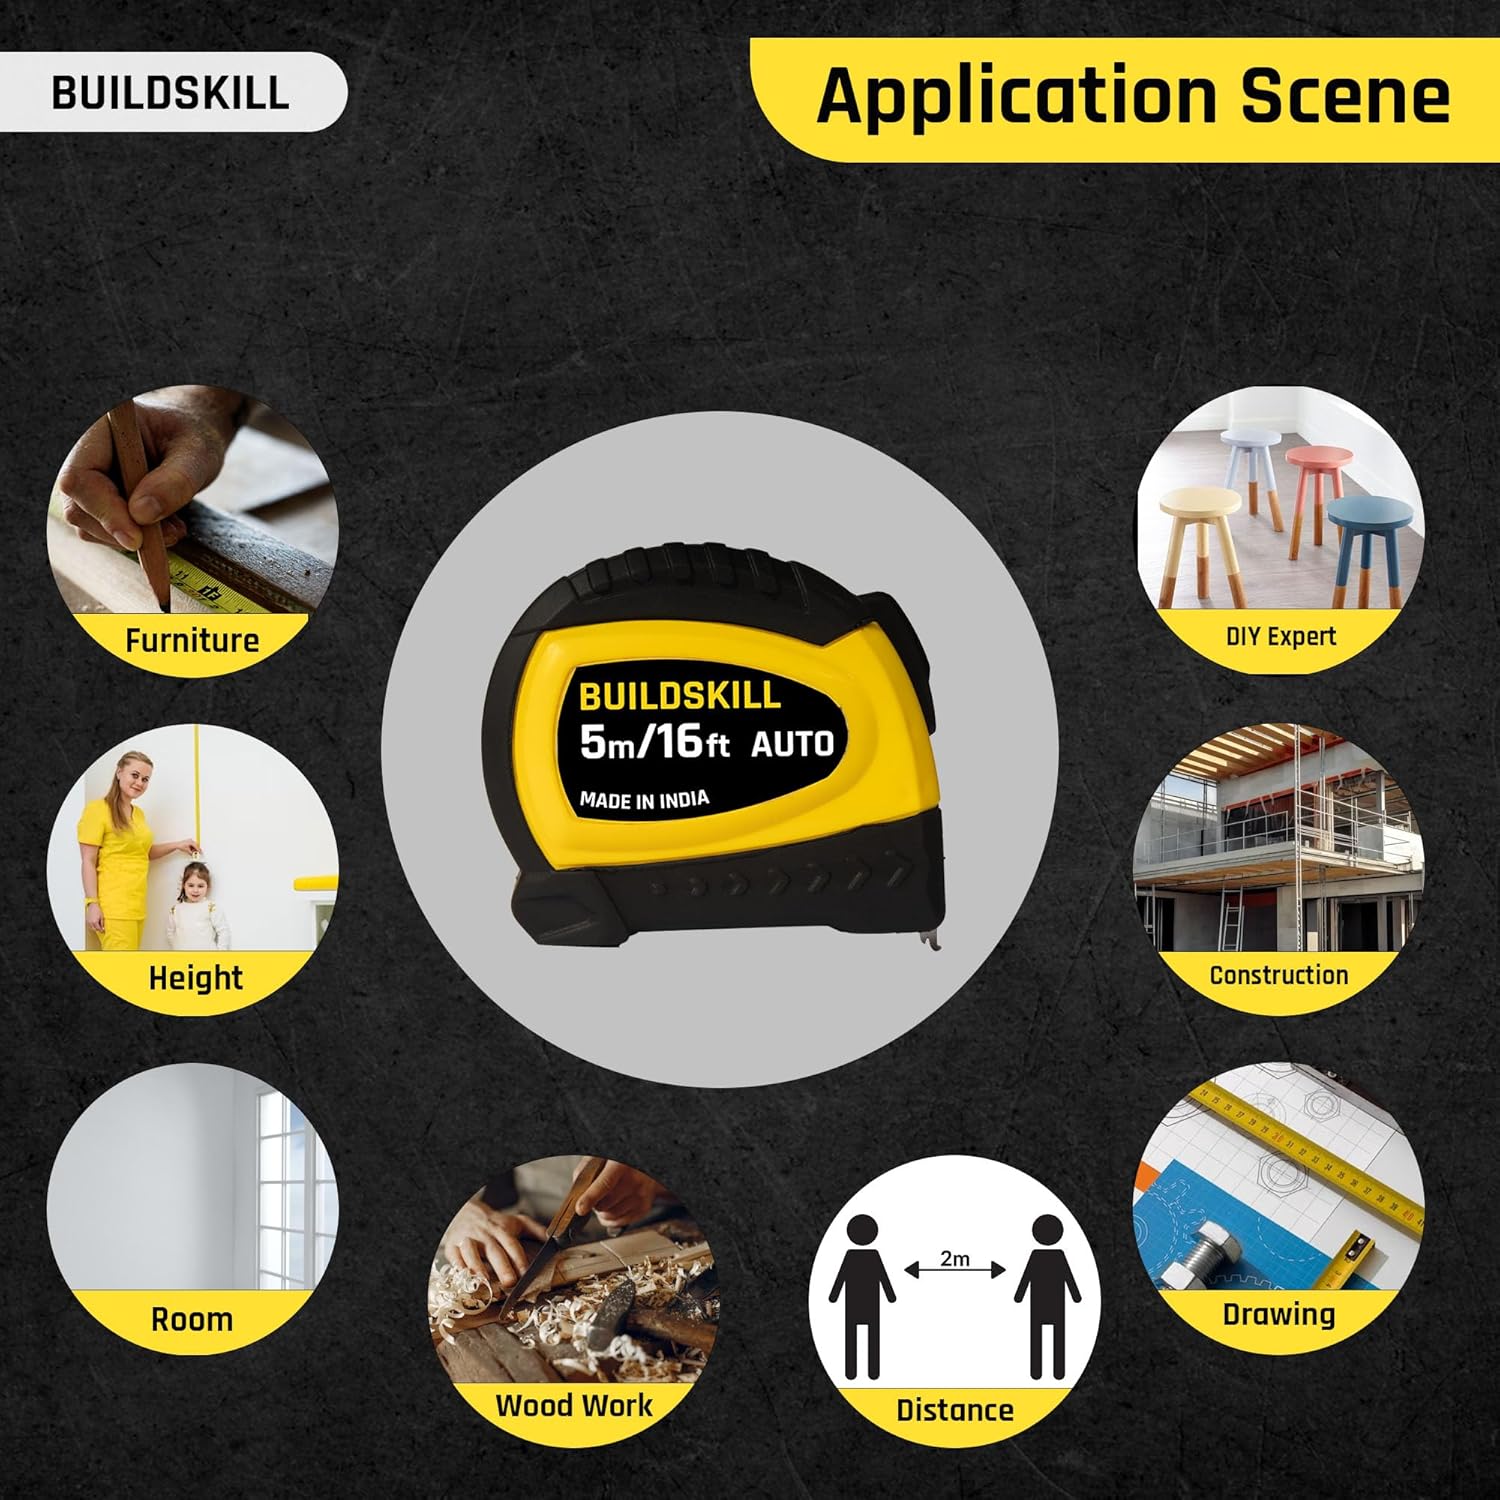 BUILDSKILL
Application Scene
BUILDSKILL
5m/16ft AUTO
MADE IN INDIA
Furniture
Height
Room
Wood Work
2m
Distance
DIY Expert
Construction
Drawing